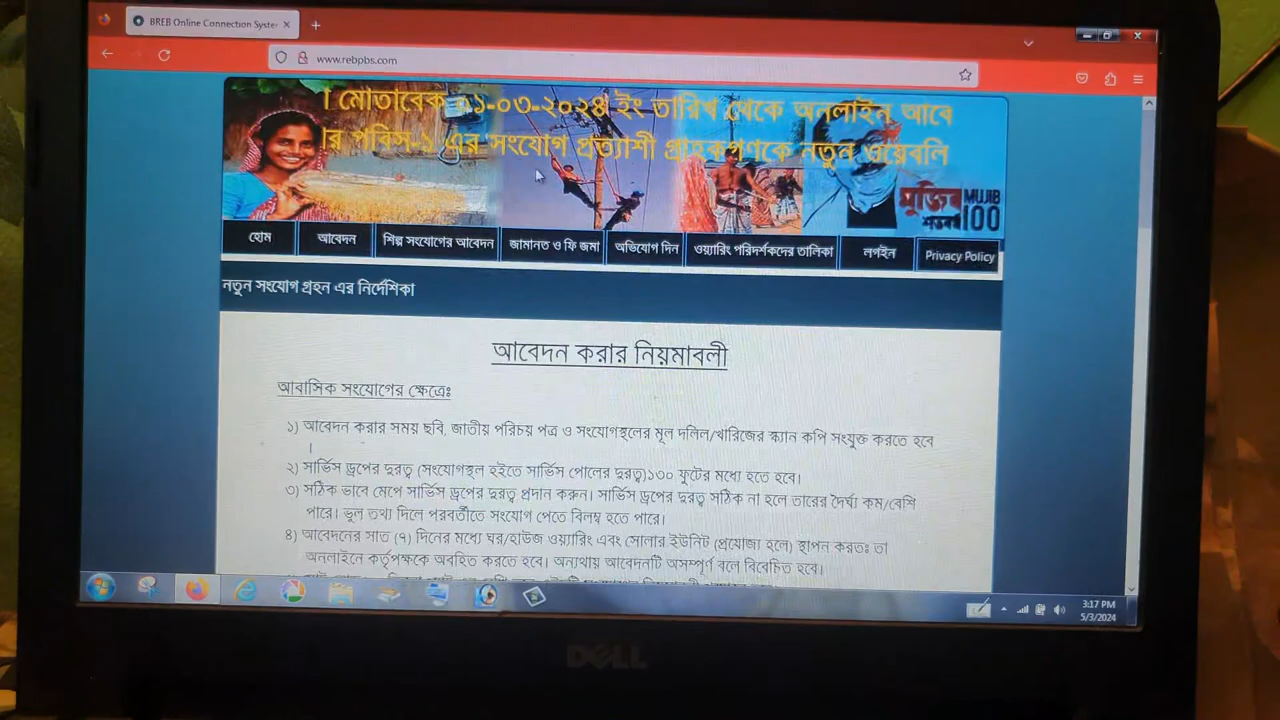 BREB Online Connection Syste
www.rebpbs.com
মোতাবেক ০১-০৩-২০২৪ ইং তারিখ থেকে অনলাইন আবে
র পবিস-১ এর সংযোগ প্রত্যাশী গ্রাহকগণকে নতুন ওয়েবলি
মুজিব
শতবর্ষ
MUJIB
100
হোম
আবেদন
শিল্প সংযোগের আবেদন
জামানত ও ফি জমা
অভিযোগ দিন
ওয়্যারিং পরিদর্শকদের তালিকা
লগইন
Privacy Policy
নতুন সংযোগ গ্রহন এর নির্দেশিকা
আবেদন করার নিয়মাবলী
আবাসিক সংযোগের ক্ষেত্রেঃ
১) আবেদন করার সময় ছবি, জাতীয় পরিচয় পত্র ও সংযোগস্থলের মূল দলিল/খারিজের স্ক্যান কপি সংযুক্ত করতে হবে
।
২) সার্ভিস ড্রপের দুরত্ব (সংযোগস্থল হইতে সার্ভিস পোলের দুরত্ব)১৩০ ফুটের মধ্যে হতে হবে।
৩) সঠিক ভাবে মেপে সার্ভিস ড্রপের দুরত্ব প্রদান করুন। সার্ভিস ড্রপের দুরত্ব সঠিক না হলে তারের দৈর্ঘ্য কম/বেশি
পারে। ভূল তথ্য দিলে পরবর্তীতে সংযোগ পেতে বিলম্ব হতে পারে।
৪) আবেদনের সাত (৭) দিনের মধ্যে ঘর/হাউজ ওয়্যারিং এবং সোলার ইউনিট (প্রযোজ্য হলে) স্থাপন করতঃ তা
অনলাইনে কর্তৃপক্ষকে অবহিত করতে হবে। অন্যথায় আবেদনটি অসম্পূর্ণ বলে বিবেচিত হবে।
3:17 PM
5/3/2024
DELL